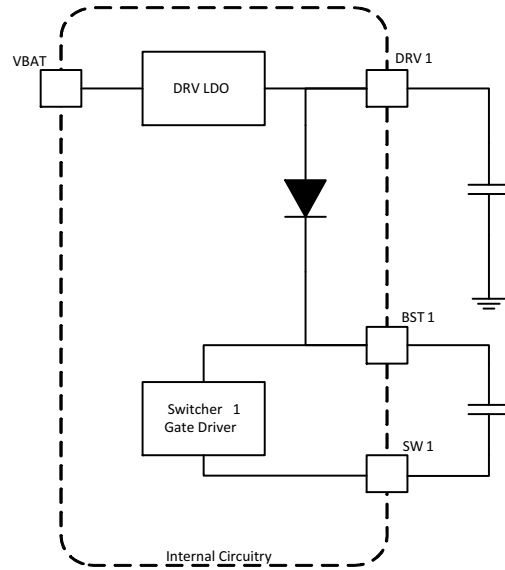 VBAT
DRV LDO
DRV 1
BST 1
Switcher 1
Gate Driver
SW 1
Internal Circuitry